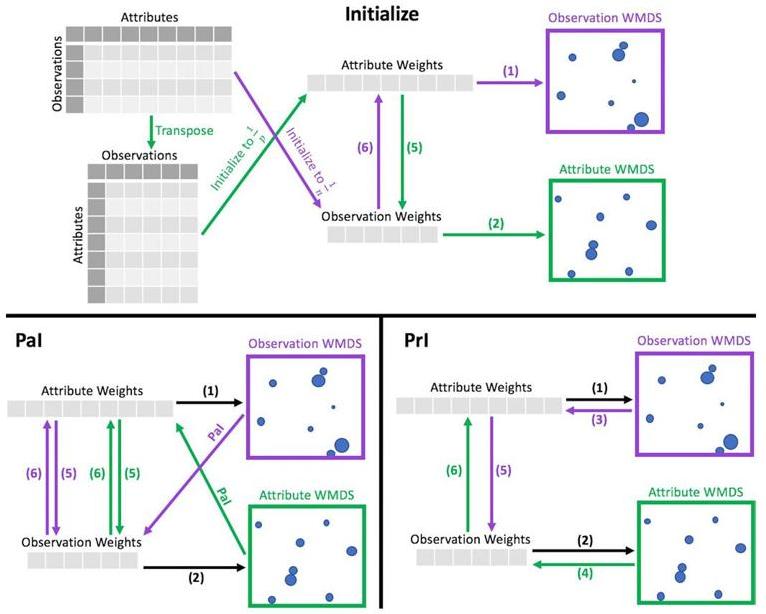 Initialize
Attributes
Observations
Transpose
Observations
Attributes
Initialize to 1/p
Initialize to 1/n
Attribute Weights
(1)
Observation WMDS
(6)
(5)
Observation Weights
(2)
Attribute WMDS
PaI
Observation WMDS
Attribute Weights
(1)
PaI
(6)
(5)
(6)
(5)
PaI
Attribute WMDS
Observation Weights
(2)
PrI
Observation WMDS
Attribute Weights
(1)
(3)
(6)
(5)
Attribute WMDS
Observation Weights
(2)
(4)